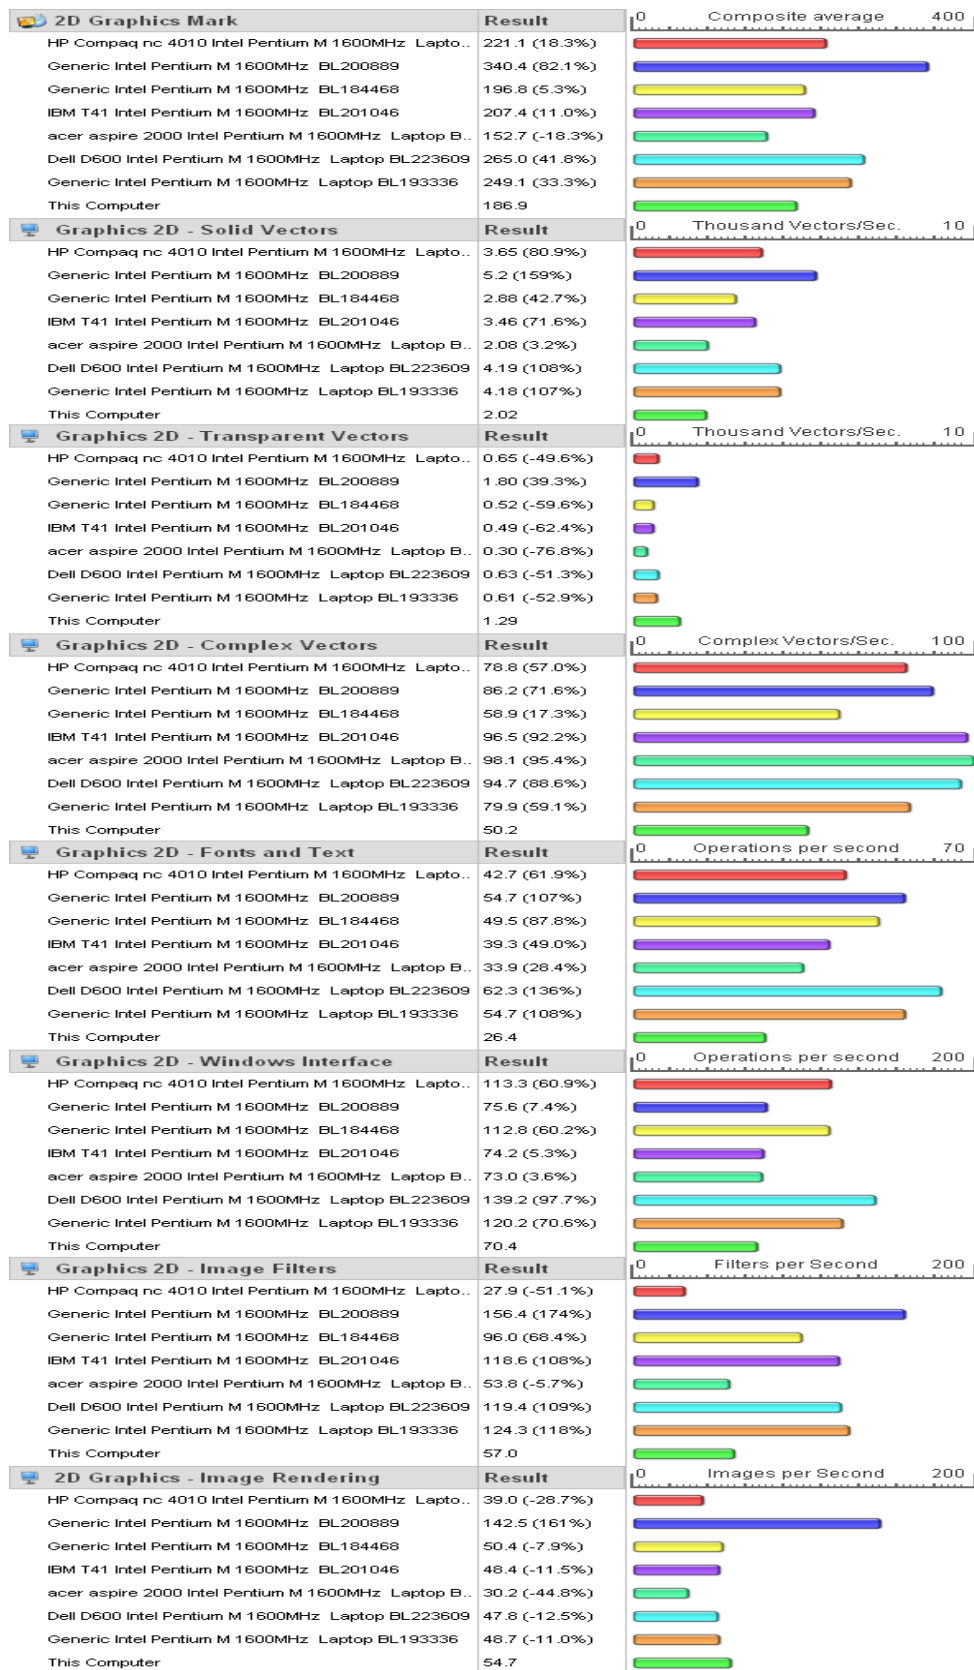 2D Graphics Mark Result 0 Composite average 400
HP Compaq nc 4010 Intel Pentium M 1600MHz Lapto.. 221.1 (18.3%)
Generic Intel Pentium M 1600MHz BL200889 340.4 (82.1%)
Generic Intel Pentium M 1600MHz BL184468 196.8 (5.3%)
IBM T41 Intel Pentium M 1600MHz BL201046 207.4 (11.0%)
acer aspire 2000 Intel Pentium M 1600MHz Laptop B.. 152.7 (-18.3%)
Dell D600 Intel Pentium M 1600MHz Laptop BL223609 265.0 (41.8%)
Generic Intel Pentium M 1600MHz Laptop BL193336 249.1 (33.3%)
This Computer 186.9
Graphics 2D - Solid Vectors Result 0 Thousand Vectors/Sec. 10
HP Compaq nc 4010 Intel Pentium M 1600MHz Lapto.. 3.65 (80.9%)
Generic Intel Pentium M 1600MHz BL200889 5.2 (159%)
Generic Intel Pentium M 1600MHz BL184468 2.88 (42.7%)
IBM T41 Intel Pentium M 1600MHz BL201046 3.46 (71.6%)
acer aspire 2000 Intel Pentium M 1600MHz Laptop B.. 2.08 (3.2%)
Dell D600 Intel Pentium M 1600MHz Laptop BL223609 4.19 (108%)
Generic Intel Pentium M 1600MHz Laptop BL193336 4.18 (107%)
This Computer 2.02
Graphics 2D - Transparent Vectors Result 0 Thousand Vectors/Sec. 10
HP Compaq nc 4010 Intel Pentium M 1600MHz Lapto.. 0.65 (-49.6%)
Generic Intel Pentium M 1600MHz BL200889 1.80 (39.3%)
Generic Intel Pentium M 1600MHz BL184468 0.52 (-59.6%)
IBM T41 Intel Pentium M 1600MHz BL201046 0.49 (-62.4%)
acer aspire 2000 Intel Pentium M 1600MHz Laptop B.. 0.30 (-76.8%)
Dell D600 Intel Pentium M 1600MHz Laptop BL223609 0.63 (-51.3%)
Generic Intel Pentium M 1600MHz Laptop BL193336 0.61 (-52.9%)
This Computer 1.29
Graphics 2D - Complex Vectors Result 0 Complex Vectors/Sec. 100
HP Compaq nc 4010 Intel Pentium M 1600MHz Lapto.. 78.8 (57.0%)
Generic Intel Pentium M 1600MHz BL200889 86.2 (71.6%)
Generic Intel Pentium M 1600MHz BL184468 58.9 (17.3%)
IBM T41 Intel Pentium M 1600MHz BL201046 96.5 (92.2%)
acer aspire 2000 Intel Pentium M 1600MHz Laptop B.. 98.1 (95.4%)
Dell D600 Intel Pentium M 1600MHz Laptop BL223609 94.7 (88.6%)
Generic Intel Pentium M 1600MHz Laptop BL193336 79.9 (59.1%)
This Computer 50.2
Graphics 2D - Fonts and Text Result 0 Operations per second 70
HP Compaq nc 4010 Intel Pentium M 1600MHz Lapto.. 42.7 (61.9%)
Generic Intel Pentium M 1600MHz BL200889 54.7 (107%)
Generic Intel Pentium M 1600MHz BL184468 49.5 (87.8%)
IBM T41 Intel Pentium M 1600MHz BL201046 39.3 (49.0%)
acer aspire 2000 Intel Pentium M 1600MHz Laptop B.. 33.9 (28.4%)
Dell D600 Intel Pentium M 1600MHz Laptop BL223609 62.3 (136%)
Generic Intel Pentium M 1600MHz Laptop BL193336 54.7 (108%)
This Computer 26.4
Graphics 2D - Windows Interface Result 0 Operations per second 200
HP Compaq nc 4010 Intel Pentium M 1600MHz Lapto.. 113.3 (60.9%)
Generic Intel Pentium M 1600MHz BL200889 75.6 (7.4%)
Generic Intel Pentium M 1600MHz BL184468 112.8 (60.2%)
IBM T41 Intel Pentium M 1600MHz BL201046 74.2 (5.3%)
acer aspire 2000 Intel Pentium M 1600MHz Laptop B.. 73.0 (3.6%)
Dell D600 Intel Pentium M 1600MHz Laptop BL223609 139.2 (97.7%)
Generic Intel Pentium M 1600MHz Laptop BL193336 120.2 (70.6%)
This Computer 70.4
Graphics 2D - Image Filters Result 0 Filters per Second 200
HP Compaq nc 4010 Intel Pentium M 1600MHz Lapto.. 27.9 (-51.1%)
Generic Intel Pentium M 1600MHz BL200889 156.4 (174%)
Generic Intel Pentium M 1600MHz BL184468 96.0 (68.4%)
IBM T41 Intel Pentium M 1600MHz BL201046 118.6 (108%)
acer aspire 2000 Intel Pentium M 1600MHz Laptop B.. 53.8 (-5.7%)
Dell D600 Intel Pentium M 1600MHz Laptop BL223609 119.4 (109%)
Generic Intel Pentium M 1600MHz Laptop BL193336 124.3 (118%)
This Computer 57.0
2D Graphics - Image Rendering Result 0 Images per Second 200
HP Compaq nc 4010 Intel Pentium M 1600MHz Lapto.. 39.0 (-28.7%)
Generic Intel Pentium M 1600MHz BL200889 142.5 (161%)
Generic Intel Pentium M 1600MHz BL184468 50.4 (-7.9%)
IBM T41 Intel Pentium M 1600MHz BL201046 48.4 (-11.5%)
acer aspire 2000 Intel Pentium M 1600MHz Laptop B.. 30.2 (-44.8%)
Dell D600 Intel Pentium M 1600MHz Laptop BL223609 47.8 (-12.5%)
Generic Intel Pentium M 1600MHz Laptop BL193336 48.7 (-11.0%)
This Computer 54.7